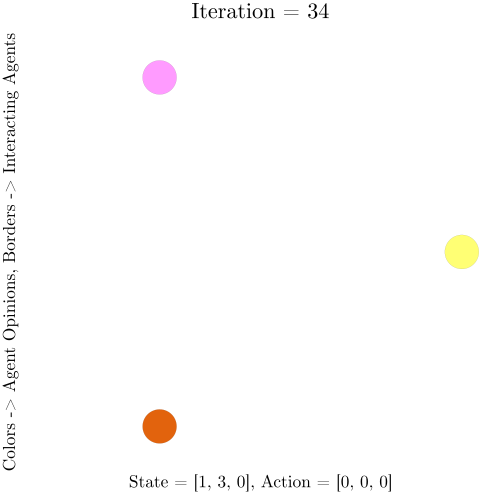 Iteration = 34
Colors -> Agent Opinions, Borders -> Interacting Agents
State = [1, 3, 0], Action = [0, 0, 0]